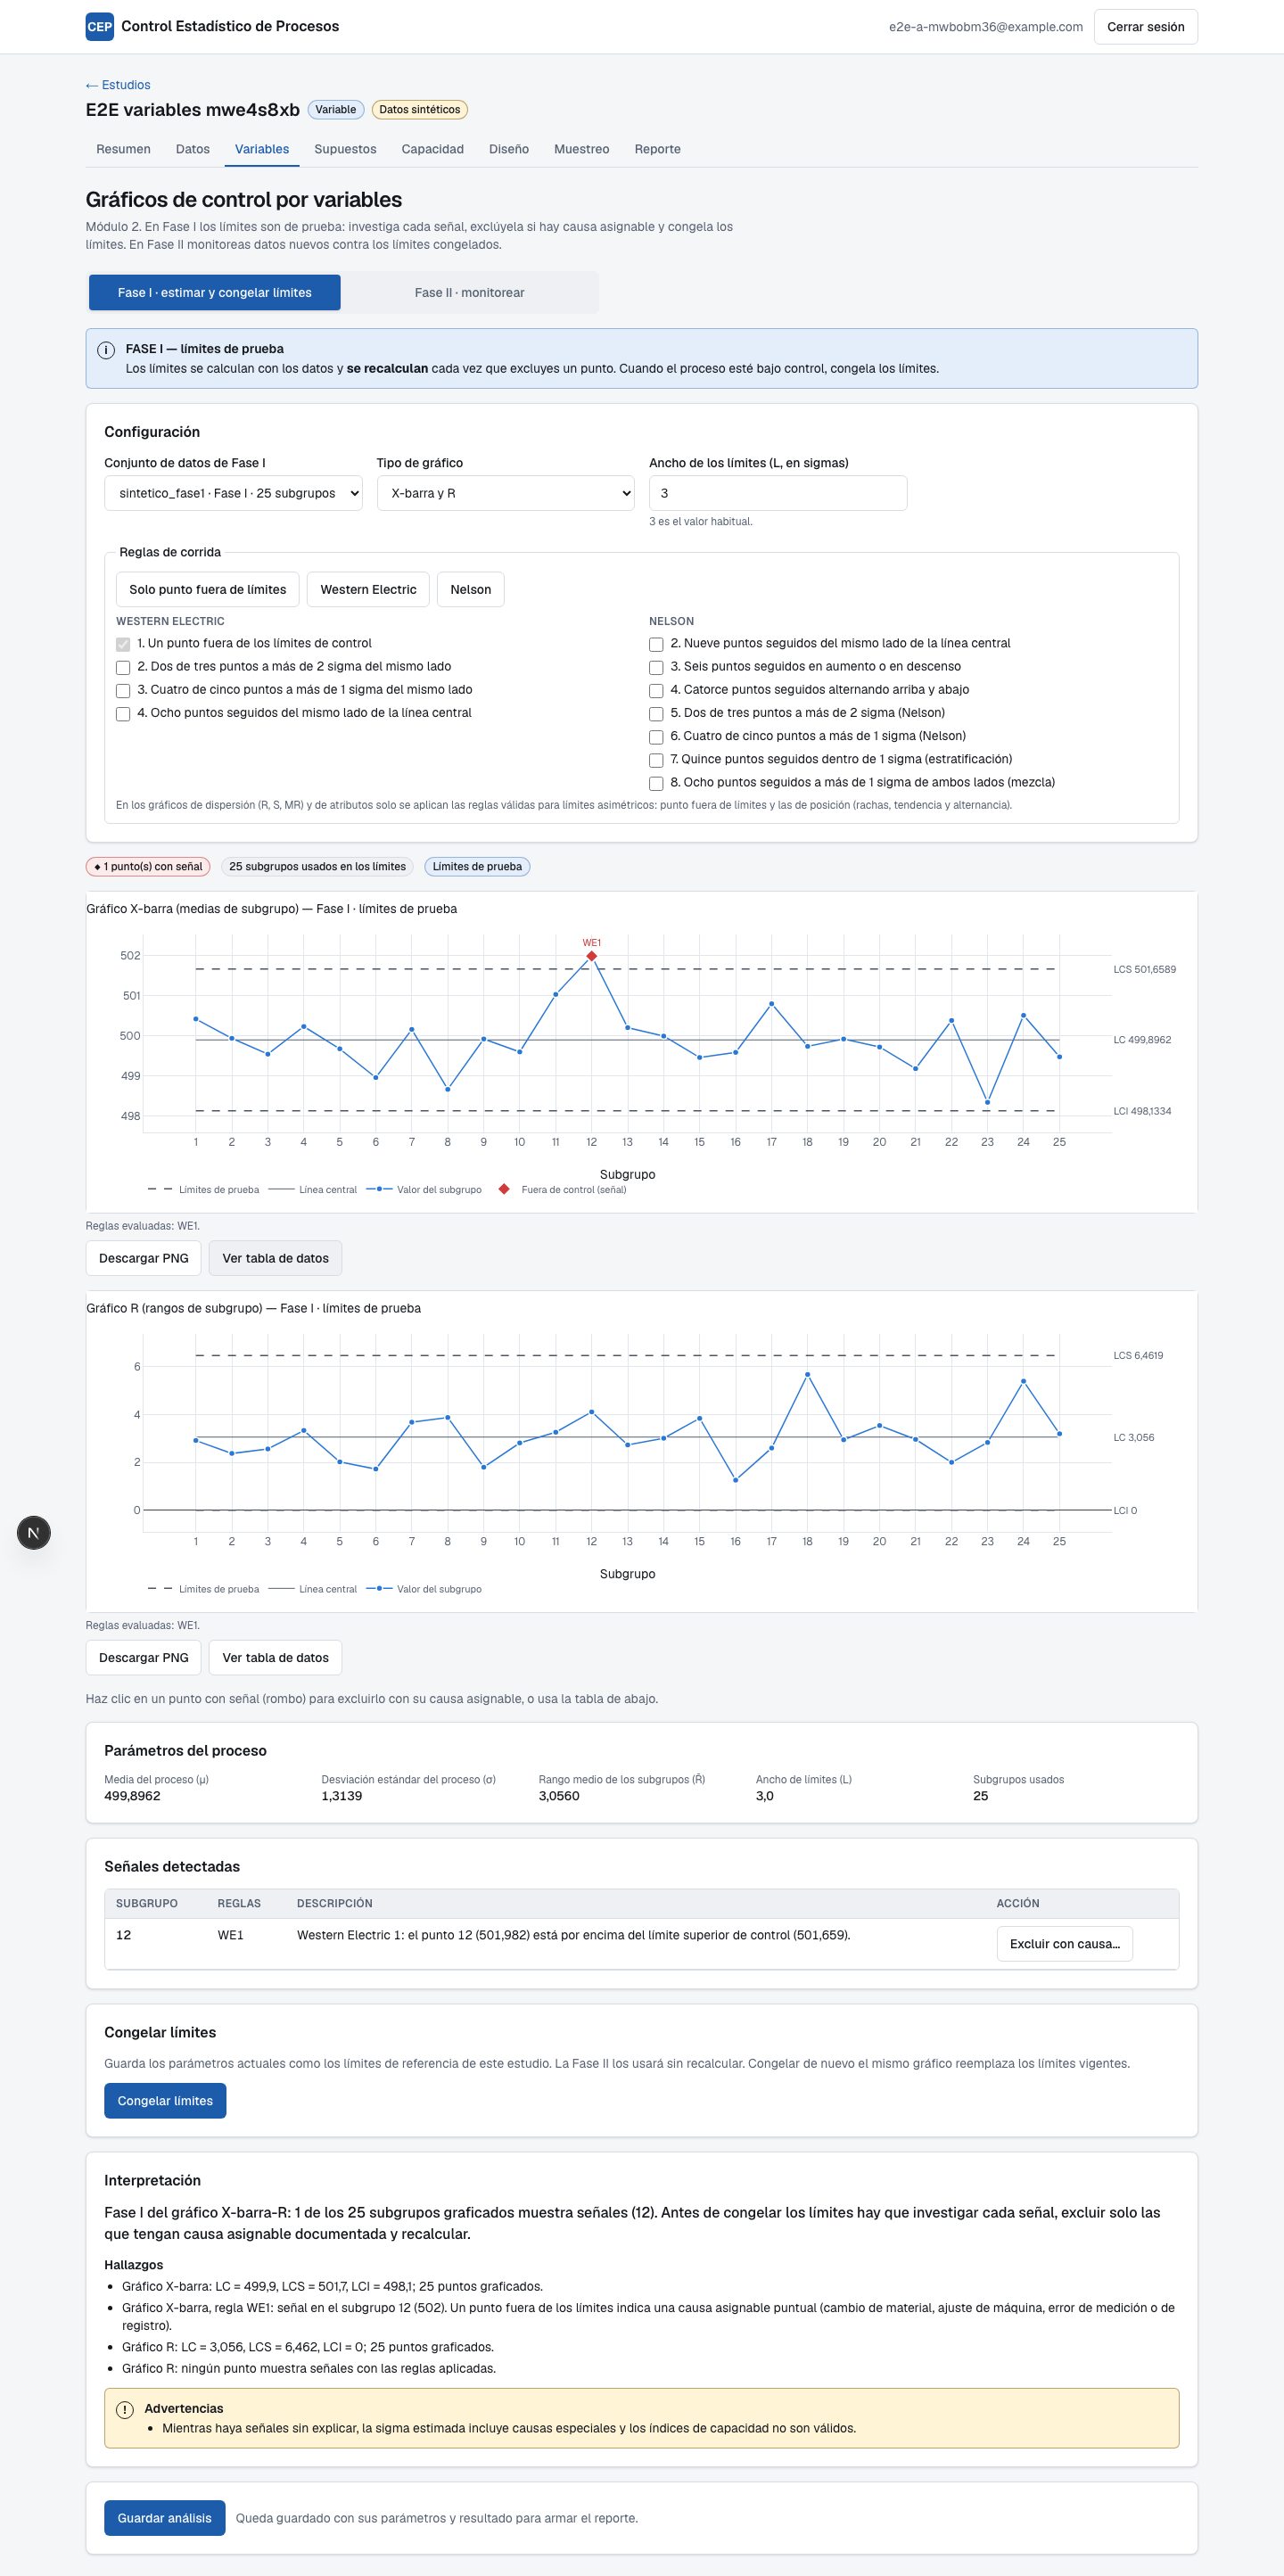 CEP Control Estadístico de Procesos
e2e-a-mwbobm36@example.com
Cerrar sesión
← Estudios
E2E variables mwe4s8xb Variable Datos sintéticos
Resumen Datos Variables Supuestos Capacidad Diseño Muestreo Reporte
Gráficos de control por variables
Módulo 2. En Fase I los límites son de prueba: investiga cada señal, exclúyela si hay causa asignable y congela los
límites. En Fase II monitoreas datos nuevos contra los límites congelados.
Fase I · estimar y congelar límites
Fase II · monitorear
FASE I — límites de prueba
Los límites se calculan con los datos y se recalculan cada vez que excluyes un punto. Cuando el proceso esté bajo control, congela los límites.
Configuración
Conjunto de datos de Fase I
sintetico_fase1 · Fase I · 25 subgrupos
Tipo de gráfico
X-barra y R
Ancho de los límites (L, en sigmas)
3
3 es el valor habitual.
Reglas de corrida
Solo punto fuera de límites
Western Electric
Nelson
WESTERN ELECTRIC
1. Un punto fuera de los límites de control
2. Dos de tres puntos a más de 2 sigma del mismo lado
3. Cuatro de cinco puntos a más de 1 sigma del mismo lado
4. Ocho puntos seguidos del mismo lado de la línea central
NELSON
2. Nueve puntos seguidos del mismo lado de la línea central
3. Seis puntos seguidos en aumento o en descenso
4. Catorce puntos seguidos alternando arriba y abajo
5. Dos de tres puntos a más de 2 sigma (Nelson)
6. Cuatro de cinco puntos a más de 1 sigma (Nelson)
7. Quince puntos seguidos dentro de 1 sigma (estratificación)
8. Ocho puntos seguidos a más de 1 sigma de ambos lados (mezcla)
En los gráficos de dispersión (R, S, MR) y de atributos solo se aplican las reglas válidas para límites asimétricos: punto fuera de límites y las de posición (rachas, tendencia y alternancia).
◆ 1 punto(s) con señal
25 subgrupos usados en los límites
Límites de prueba
Gráfico X-barra (medias de subgrupo) — Fase I · límites de prueba
WE1
502
501
500
499
498
LCS 501,6589
LC 499,8962
LCI 498,1334
1 2 3 4 5 6 7 8 9 10 11 12 13 14 15 16 17 18 19 20 21 22 23 24 25
Subgrupo
Límites de prueba Línea central Valor del subgrupo Fuera de control (señal)
Reglas evaluadas: WE1.
Descargar PNG
Ver tabla de datos
Gráfico R (rangos de subgrupo) — Fase I · límites de prueba
6
4
2
0
LCS 6,4619
LC 3,056
LCI 0
1 2 3 4 5 6 7 8 9 10 11 12 13 14 15 16 17 18 19 20 21 22 23 24 25
Subgrupo
Límites de prueba Línea central Valor del subgrupo
N
Reglas evaluadas: WE1.
Descargar PNG
Ver tabla de datos
Haz clic en un punto con señal (rombo) para excluirlo con su causa asignable, o usa la tabla de abajo.
Parámetros del proceso
Media del proceso (μ)
499,8962
Desviación estándar del proceso (σ)
1,3139
Rango medio de los subgrupos (R̄)
3,0560
Ancho de límites (L)
3,0
Subgrupos usados
25
Señales detectadas
SUBGRUPO REGLAS DESCRIPCIÓN ACCIÓN
12 WE1 Western Electric 1: el punto 12 (501,982) está por encima del límite superior de control (501,659). Excluir con causa...
Congelar límites
Guarda los parámetros actuales como los límites de referencia de este estudio. La Fase II los usará sin recalcular. Congelar de nuevo el mismo gráfico reemplaza los límites vigentes.
Congelar límites
Interpretación
Fase I del gráfico X-barra-R: 1 de los 25 subgrupos graficados muestra señales (12). Antes de congelar los límites hay que investigar cada señal, excluir solo las
que tengan causa asignable documentada y recalcular.
Hallazgos
• Gráfico X-barra: LC = 499,9, LCS = 501,7, LCI = 498,1; 25 puntos graficados.
• Gráfico X-barra, regla WE1: señal en el subgrupo 12 (502). Un punto fuera de los límites indica una causa asignable puntual (cambio de material, ajuste de máquina, error de medición o de
registro).
• Gráfico R: LC = 3,056, LCS = 6,462, LCI = 0; 25 puntos graficados.
• Gráfico R: ningún punto muestra señales con las reglas aplicadas.
Advertencias
• Mientras haya señales sin explicar, la sigma estimada incluye causas especiales y los índices de capacidad no son válidos.
Guardar análisis
Queda guardado con sus parámetros y resultado para armar el reporte.